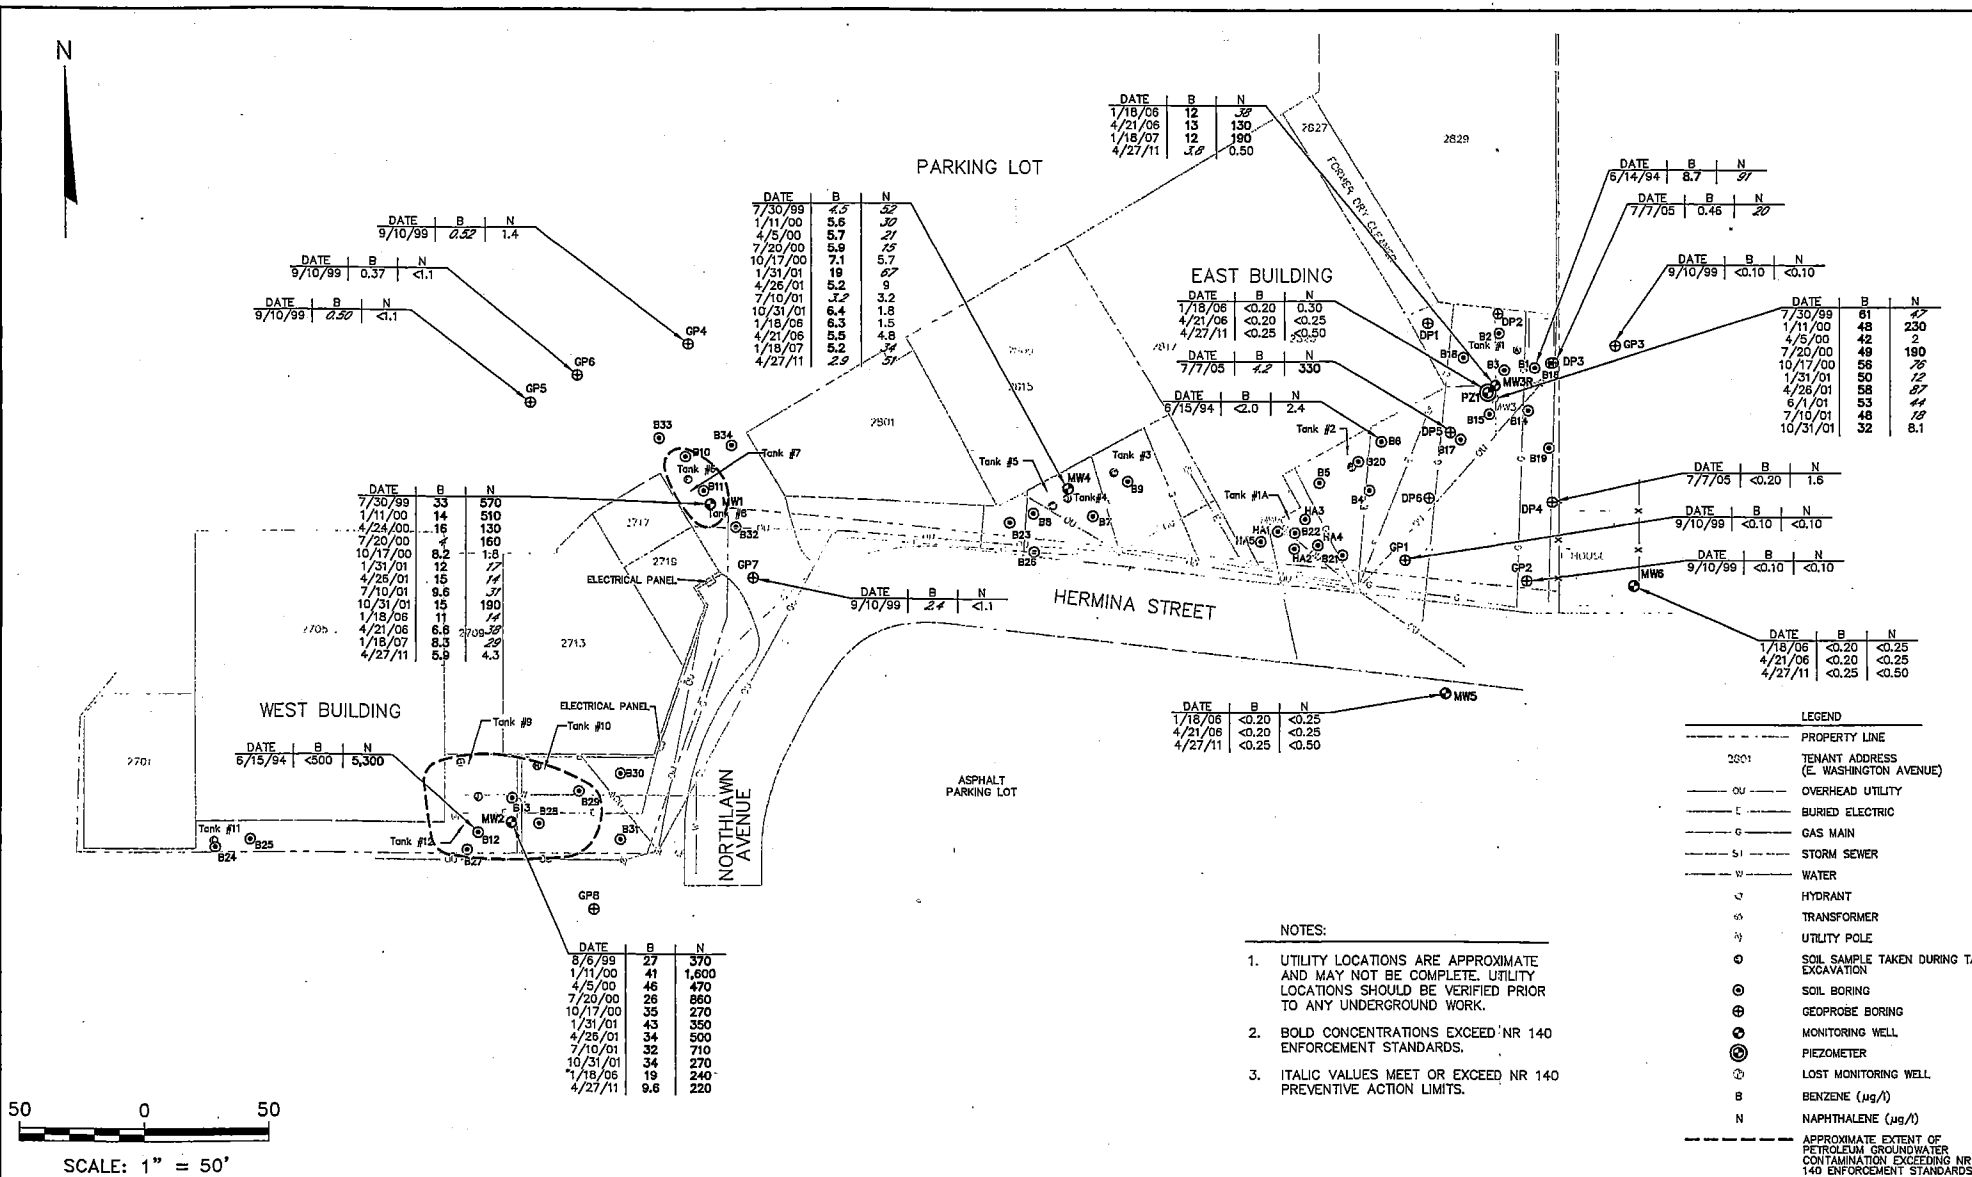 N
DATE B N
1/18/06 12 38
4/21/06 13 130
1/18/07 12 190
4/27/11 3.8 0.50
2827
2829
FORMER DRY CLEANER
PARKING LOT
DATE B N
6/14/94 8.7 91
DATE B N
7/7/05 0.46 20
DATE B N
7/30/99 4.5 52
1/11/00 5.6 30
4/5/00 5.7 21
7/20/00 5.9 15
10/17/00 7.1 5.7
1/31/01 19 67
4/26/01 5.2 9
7/10/01 3.2 3.2
10/31/01 6.4 1.8
1/18/06 6.3 1.5
4/21/06 5.5 4.8
1/18/07 5.2 34
4/27/11 2.9 51
DATE B N
9/10/99 0.52 1.4
DATE B N
9/10/99 0.37 <1.1
DATE B N
9/10/99 0.50 <1.1
GP4
GP6
GP5
EAST BUILDING
DATE B N
1/18/06 <0.20 0.30
4/21/06 <0.20 <0.25
4/27/11 <0.25 <0.50
DATE B N
7/7/05 4.2 330
DATE B N
6/15/94 <2.0 2.4
DATE B N
9/10/99 <0.10 <0.10
DATE B N
7/30/99 61 47
1/11/00 48 230
4/5/00 42 2
7/20/00 49 190
10/17/00 56 76
1/31/01 50 12
4/26/01 58 87
6/1/01 53 44
7/10/01 48 18
10/31/01 32 8.1
DP1
DP2
B2
Tank #1
B18
B3
B1
B16
DP3
GP3
MW3R
PZ1
MW3
B15
B14
DP5
B17
B19
2817
2815
2801
B33
B34
B10
Tank #7
B11
MW1
Tank #6
B32
Tank #5
MW4
Tank #4
Tank #3
B9
B8
B7
B23
B26
Tank #2
B6
B20
B5
B4
DP6
Tank #1A
HA3
HA1
HA5
B22
HA4
HA2
B21
GP1
GP2
DP4
HOUSE
MW6
DATE B N
7/7/05 <0.20 1.6
DATE B N
9/10/99 <0.10 <0.10
DATE B N
9/10/99 <0.10 <0.10
DATE B N
7/30/99 33 570
1/11/00 14 510
4/24/00 16 130
7/20/00 4 160
10/17/00 8.2 1.8
1/31/01 12 17
4/26/01 15 14
7/10/01 9.6 31
10/31/01 15 190
1/18/06 11 14
4/21/06 6.6 38
1/18/07 8.3 29
4/27/11 5.9 4.3
2717
2719
ELECTRICAL PANEL
GP7
DATE B N
9/10/99 2.4 <1.1
HERMINA STREET
2705
2709
2713
DATE B N
1/18/06 <0.20 <0.25
4/21/06 <0.20 <0.25
4/27/11 <0.25 <0.50
MW5
DATE B N
1/18/06 <0.20 <0.25
4/21/06 <0.20 <0.25
4/27/11 <0.25 <0.50
WEST BUILDING
DATE B N
6/15/94 <500 5,300
2701
Tank #9
Tank #10
ELECTRICAL PANEL
B30
B29
B13
B28
MW2
B12
Tank #12
B27
B31
Tank #11
B24
B25
GP8
NORTHLAWN AVENUE
ASPHALT
PARKING LOT
DATE B N
8/6/99 27 370
1/11/00 41 1,600
4/5/00 46 470
7/20/00 26 860
10/17/00 35 270
1/31/01 43 350
4/26/01 34 500
7/10/01 32 710
10/31/01 34 270
1/18/06 19 240
4/27/11 9.6 220
50 0 50
SCALE: 1" = 50'
NOTES:
1. UTILITY LOCATIONS ARE APPROXIMATE
AND MAY NOT BE COMPLETE. UTILITY
LOCATIONS SHOULD BE VERIFIED PRIOR
TO ANY UNDERGROUND WORK.
2. BOLD CONCENTRATIONS EXCEED NR 140
ENFORCEMENT STANDARDS.
3. ITALIC VALUES MEET OR EXCEED NR 140
PREVENTIVE ACTION LIMITS.
LEGEND
PROPERTY LINE
2801 TENANT ADDRESS
(E. WASHINGTON AVENUE)
OU OVERHEAD UTILITY
E BURIED ELECTRIC
G GAS MAIN
ST STORM SEWER
W WATER
HYDRANT
TRANSFORMER
UTILITY POLE
SOIL SAMPLE TAKEN DURING
EXCAVATION
SOIL BORING
GEOPROBE BORING
MONITORING WELL
PIEZOMETER
LOST MONITORING WELL
B BENZENE (µg/l)
N NAPHTHALENE (µg/l)
APPROXIMATE EXTENT OF
PETROLEUM GROUNDWATER
CONTAMINATION EXCEEDING NR
140 ENFORCEMENT STANDARDS